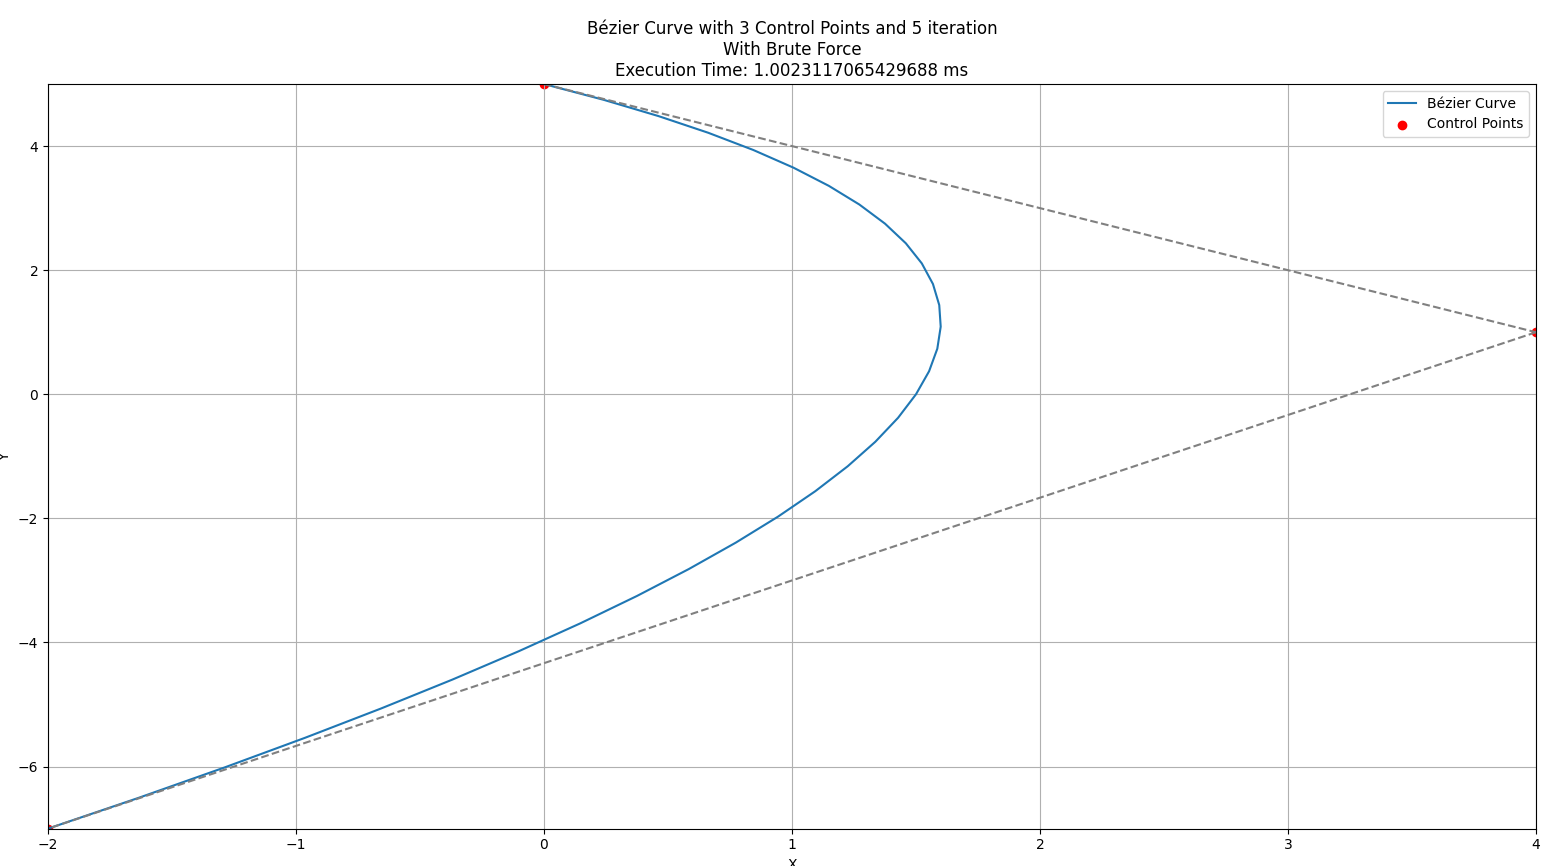 Bézier Curve with 3 Control Points and 5 iteration
With Brute Force
Execution Time: 1.0023117065429688 ms
Bézier Curve
Control Points
4
2
0
−2
−4
−6
Y
−2
−1
0
1
2
3
4
X